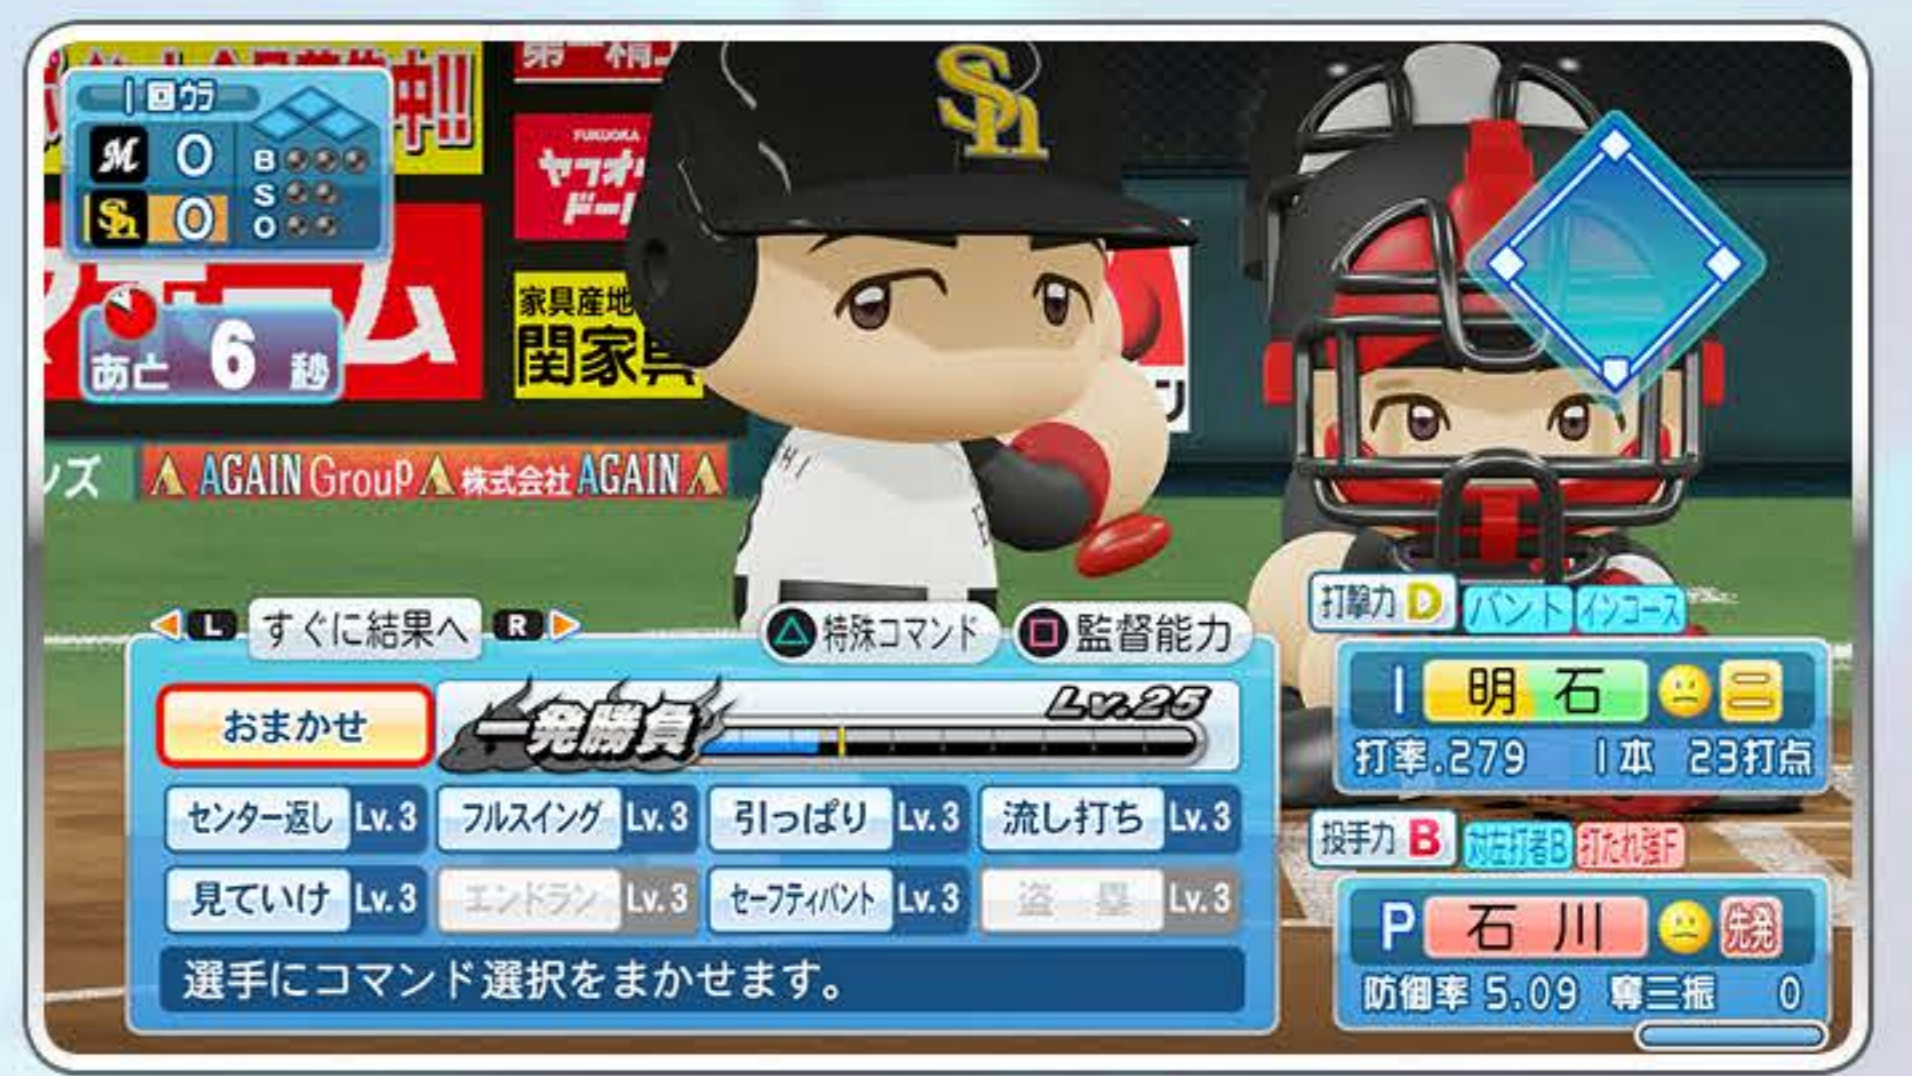 中!!
1回ウラ
M 0
Sh 0
B
S
O
あと 6 秒
Sh
FUKUOKA
ヤフオ
ドー
家具産地
関家具
ォーム
ンズ
AGAIN GrouP 株式会社 AGAIN
L すぐに結果へ R
△特殊コマンド □監督能力
おまかせ 一発勝負 Lv.25
センター返し Lv.3 フルスイング Lv.3 引っぱり Lv.3 流し打ち Lv.3
見ていけ Lv.3 エンドラン Lv.3 セーフティバント Lv.3 盗塁 Lv.3
選手にコマンド選択をまかせます。
打撃力 D バント インコース
1 明石 二
打率.279 1本 23打点
投手力 B 対左打者B 打たれ強F
P 石川 先発
防御率 5.09 奪三振 0